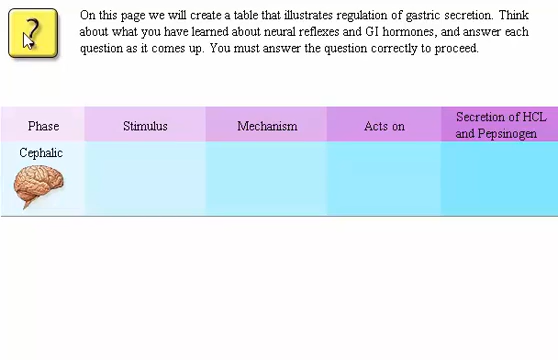 On this page we will create a table that illustrates regulation of gastric secretion. Think
about what you have learned about neural reflexes and GI hormones, and answer each
question as it comes up. You must answer the question correctly to proceed.
?
Phase Stimulus Mechanism Acts on Secretion of HCL and Pepsinogen
Cephalic